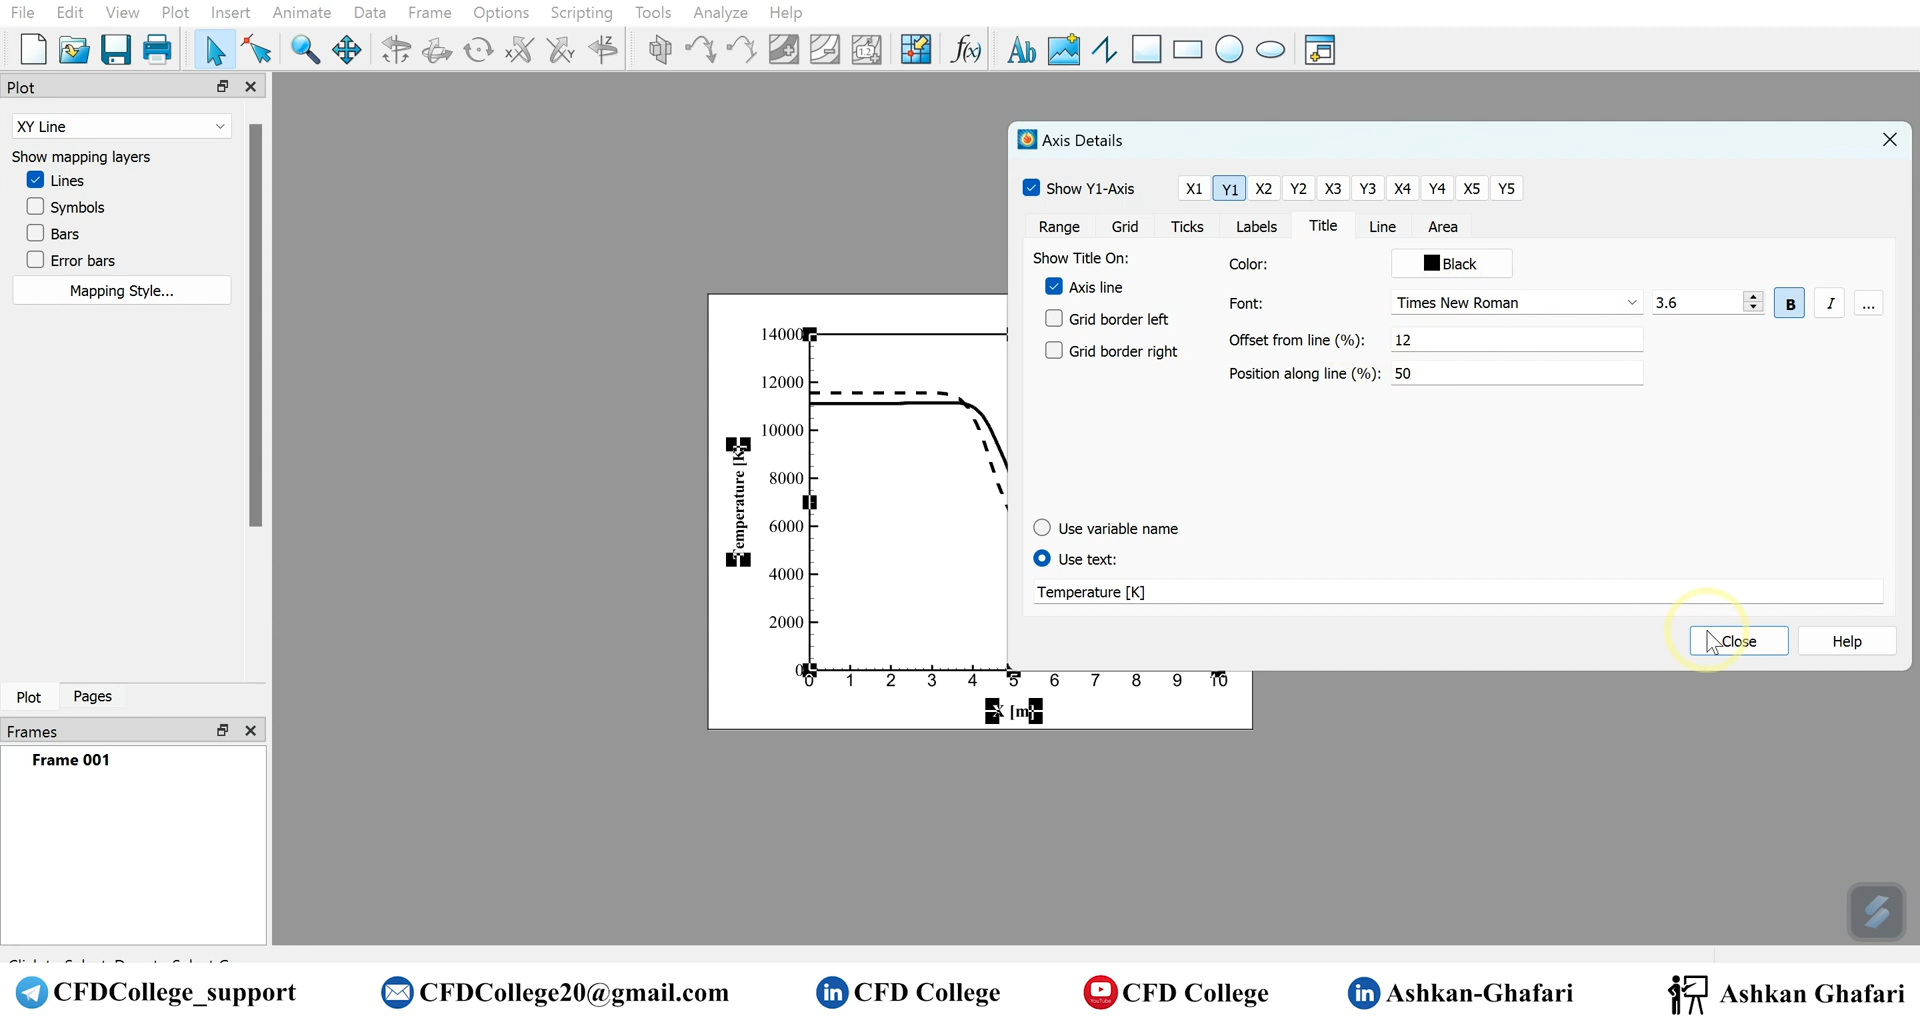 File Edit View Plot Insert Animate Data Frame Options Scripting Tools Analyze Help
Plot
XY Line
Show mapping layers
Lines
Symbols
Bars
Error bars
Mapping Style...
Plot Pages
Frames
Frame 001
14000
12000
10000
8000
6000
4000
2000
0
Temperature [K]
0 1 2 3 4 5 6 7 8 9 10
X [m]
Axis Details
Show Y1-Axis X1 Y1 X2 Y2 X3 Y3 X4 Y4 X5 Y5
Range Grid Ticks Labels Title Line Area
Show Title On:
Axis line
Grid border left
Grid border right
Color: Black
Font: Times New Roman 3.6 B I ...
Offset from line (%): 12
Position along line (%): 50
Use variable name
Use text:
Temperature [K]
Close Help
CFDCollege_support CFDCollege20@gmail.com CFD College CFD College Ashkan-Ghafari Ashkan Ghafari